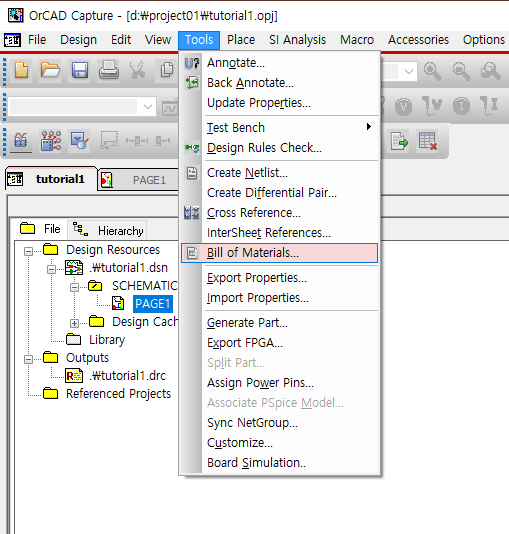 OrCAD Capture - [d:₩project01₩tutorial1.opj]
File Design Edit View Tools Place SI Analysis Macro Accessories Options
Annotate...
Back Annotate...
Update Properties...
Test Bench
Design Rules Check...
Create Netlist...
Create Differential Pair...
Cross Reference...
InterSheet References...
Bill of Materials...
Export Properties...
Import Properties...
Generate Part...
Export FPGA...
Split Part...
Assign Power Pins...
Associate PSpice Model...
Sync NetGroup...
Customize...
Board Simulation..
tutorial1 PAGE1
File Hierarchy
Design Resources
.₩tutorial1.dsn
SCHEMATIC
PAGE1
Design Cach
Library
Outputs
.₩tutorial1.drc
Referenced Projects